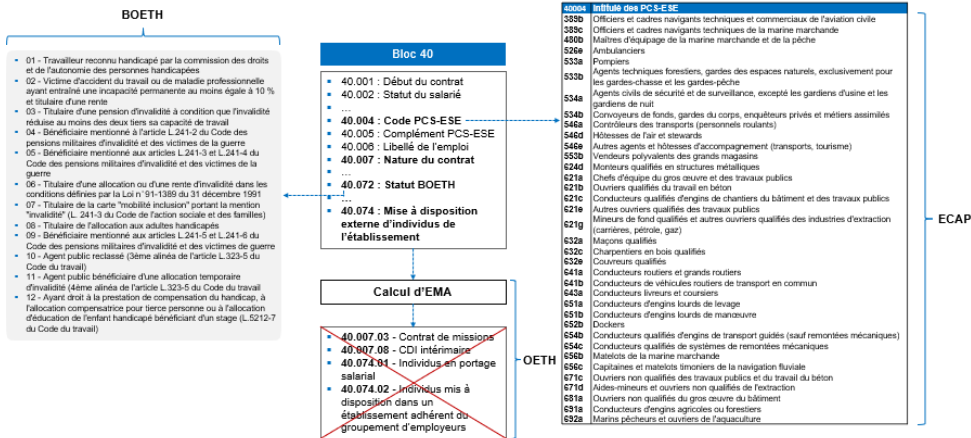 BOETH
01 - Travailleur reconnu handicapé par la commission des droits
et de l'autonomie des personnes handicapées
02 - Victime d'accident du travail ou de maladie professionnelle
ayant entraîné une incapacité permanente au moins égale à 10 %
et titulaire d'une rente
03 - Titulaire d'une pension d'invalidité à condition que l'invalidité
réduise au moins des deux tiers sa capacité de travail
04 - Bénéficiaire mentionné à l'article L.241-2 du Code des
pensions militaires d'invalidité et des victimes de la guerre
05 - Bénéficiaire mentionné aux articles L.241-3 et L.241-4 du
Code des pensions militaires d'invalidité et des victimes de la
guerre
06 - Titulaire d'une allocation ou d'une rente d'invalidité dans les
conditions définies par la Loi n°91-1389 du 31 décembre 1991
07 - Titulaire de la carte "mobilité inclusion" portant la mention
"invalidité" (L. 241-3 du Code de l'action sociale et des familles)
08 - Titulaire de l'allocation aux adultes handicapés
09 - Bénéficiaire mentionné aux articles L.241-5 et L.241-6 du
Code des pensions militaires d'invalidité et des victimes de guerre
10 - Agent public reclassé (3ème alinéa de l'article L.323-5 du
Code du travail)
11 - Agent public bénéficiaire d'une allocation temporaire
d'invalidité (4ème alinéa de l'article L.323-5 du Code du travail
12 - Ayant droit à la prestation de compensation du handicap, à
l'allocation compensatrice pour tierce personne ou à l'allocation
d'éducation de l'enfant handicapé bénéficiant d'un stage (L.5212-7
du Code du travail)
Bloc 40
40.001 : Début du contrat
40.002 : Statut du salarié
...
40.004 : Code PCS-ESE
40.005 : Complément PCS-ESE
40.006 : Libellé de l'emploi
40.007 : Nature du contrat
...
40.072 : Statut BOETH
...
40.074 : Mise à disposition
externe d'individus de
l'établissement
Calcul d'EMA
40.007.03 - Contrat de missions
40.007.08 - CDI intérimaire
40.074.01 - Individus en portage
salarial
40.074.02 - Individus mis à
disposition dans un
établissement adhérent du
groupement d'employeurs
OETH
40004 Intitulé des PCS-ESE
389b Officiers et cadres navigants techniques et commerciaux de l'aviation civile
389c Officiers et cadres navigants techniques de la marine marchande
480b Maîtres d'équipage de la marine marchande et de la pêche
526e Ambulanciers
533a Pompiers
533b Agents techniques forestiers, gardes des espaces naturels, exclusivement pour
les gardes-chasse et les gardes-pêche
534a Agents civils de sécurité et de surveillance, excepté les gardiens d'usine et les
gardiens de nuit
534b Convoyeurs de fonds, gardes du corps, enquêteurs privés et métiers assimilés
546a Contrôleurs des transports (personnels roulants)
546d Hôtesses de l'air et stewards
546e Autres agents et hôtesses d'accompagnement (transports, tourisme)
553b Vendeurs polyvalents des grands magasins
624d Monteurs qualifiés en structures métalliques
621a Chefs d'équipe du gros œuvre et des travaux publics
621b Ouvriers qualifiés du travail en béton
621c Conducteurs qualifiés d'engins de chantiers du bâtiment et des travaux publics
621e Autres ouvriers qualifiés des travaux publics
621g Mineurs de fond qualifiés et autres ouvriers qualifiés des industries d'extraction
(carrières, pétrole, gaz)
632a Maçons qualifiés
632c Charpentiers en bois qualifiés
632e Couvreurs qualifiés
641a Conducteurs routiers et grands routiers
641b Conducteurs de véhicules routiers de transport en commun
643a Conducteurs livreurs et coursiers
651a Conducteurs d'engins lourds de levage
651b Conducteurs d'engins lourds de manœuvre
652b Dockers
654b Conducteurs qualifiés d'engins de transport guidés (sauf remontées mécaniques)
654c Conducteurs qualifiés de systèmes de remontées mécaniques
656b Matelots de la marine marchande
656c Capitaines et matelots timoniers de la navigation fluviale
671c Ouvriers non qualifiés des travaux publics et du travail du béton
671d Aides-mineurs et ouvriers non qualifiés de l'extraction
681a Ouvriers non qualifiés du gros œuvre du bâtiment
691a Conducteurs d'engins agricoles ou forestiers
692a Marins pêcheurs et ouvriers de l'aquaculture
ECAP